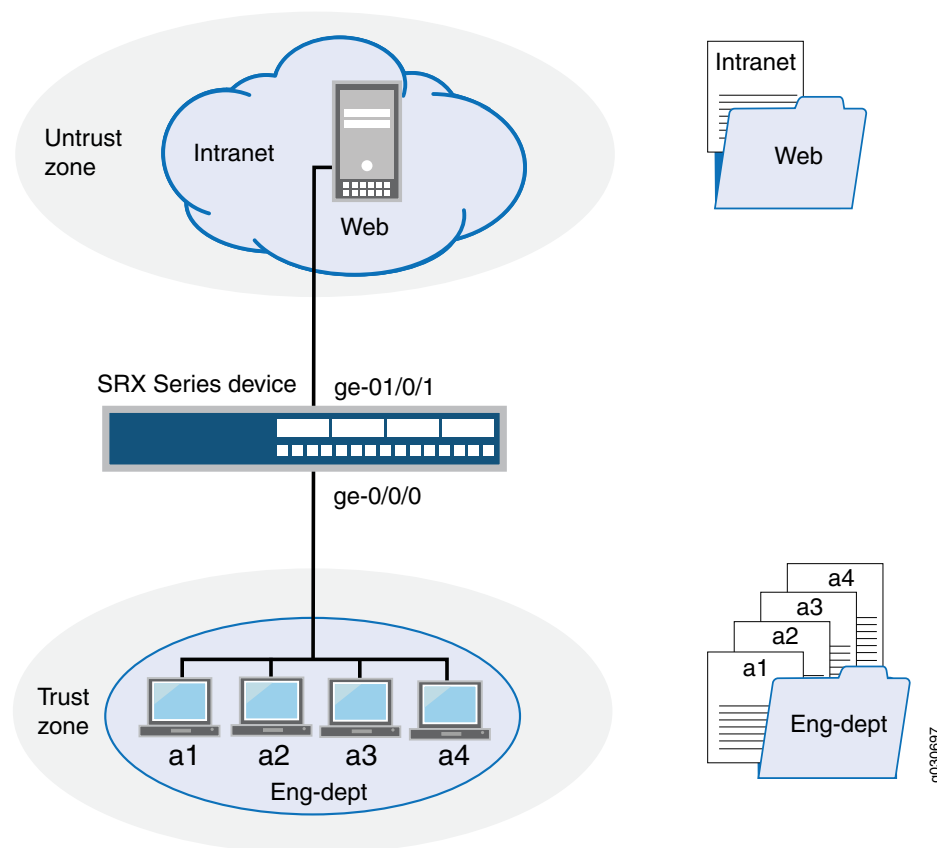 Untrust
zone
Intranet
Web
Intranet
Web
SRX Series device
ge-01/0/1
ge-0/0/0
Trust
zone
a1
a2
a3
a4
Eng-dept
a4
a3
a2
a1
Eng-dept
g030697